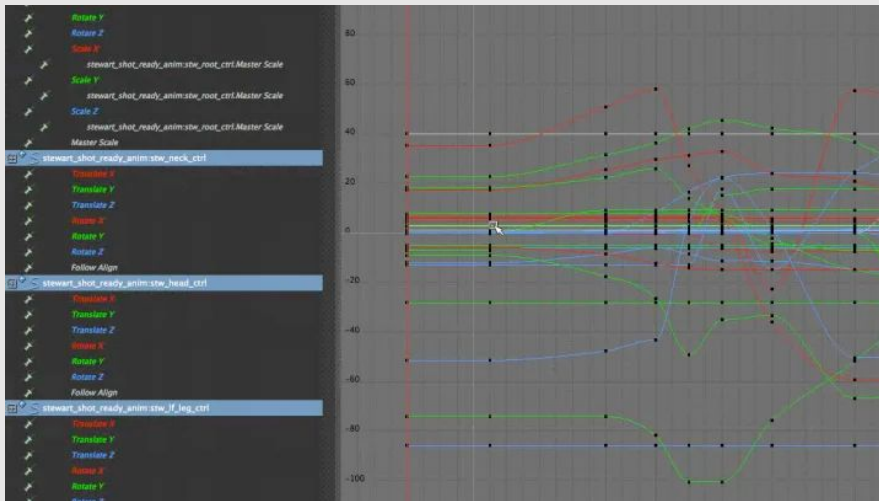 Rotate Y
Rotate Z
Scale X
stewart_shot_ready_anim:stw_root_ctrl.Master Scale
Scale Y
stewart_shot_ready_anim:stw_root_ctrl.Master Scale
Scale Z
stewart_shot_ready_anim:stw_root_ctrl.Master Scale
Master Scale
stewart_shot_ready_anim:stw_neck_ctrl
Translate X
Translate Y
Translate Z
Rotate X
Rotate Y
Rotate Z
Follow Align
stewart_shot_ready_anim:stw_head_ctrl
Translate X
Translate Y
Translate Z
Rotate X
Rotate Y
Rotate Z
Follow Align
stewart_shot_ready_anim:stw_lf_leg_ctrl
Translate X
Translate Y
Translate Z
Rotate X
Rotate Y
Rotate Z
80
60
40
20
0
-20
-40
-60
-80
-100